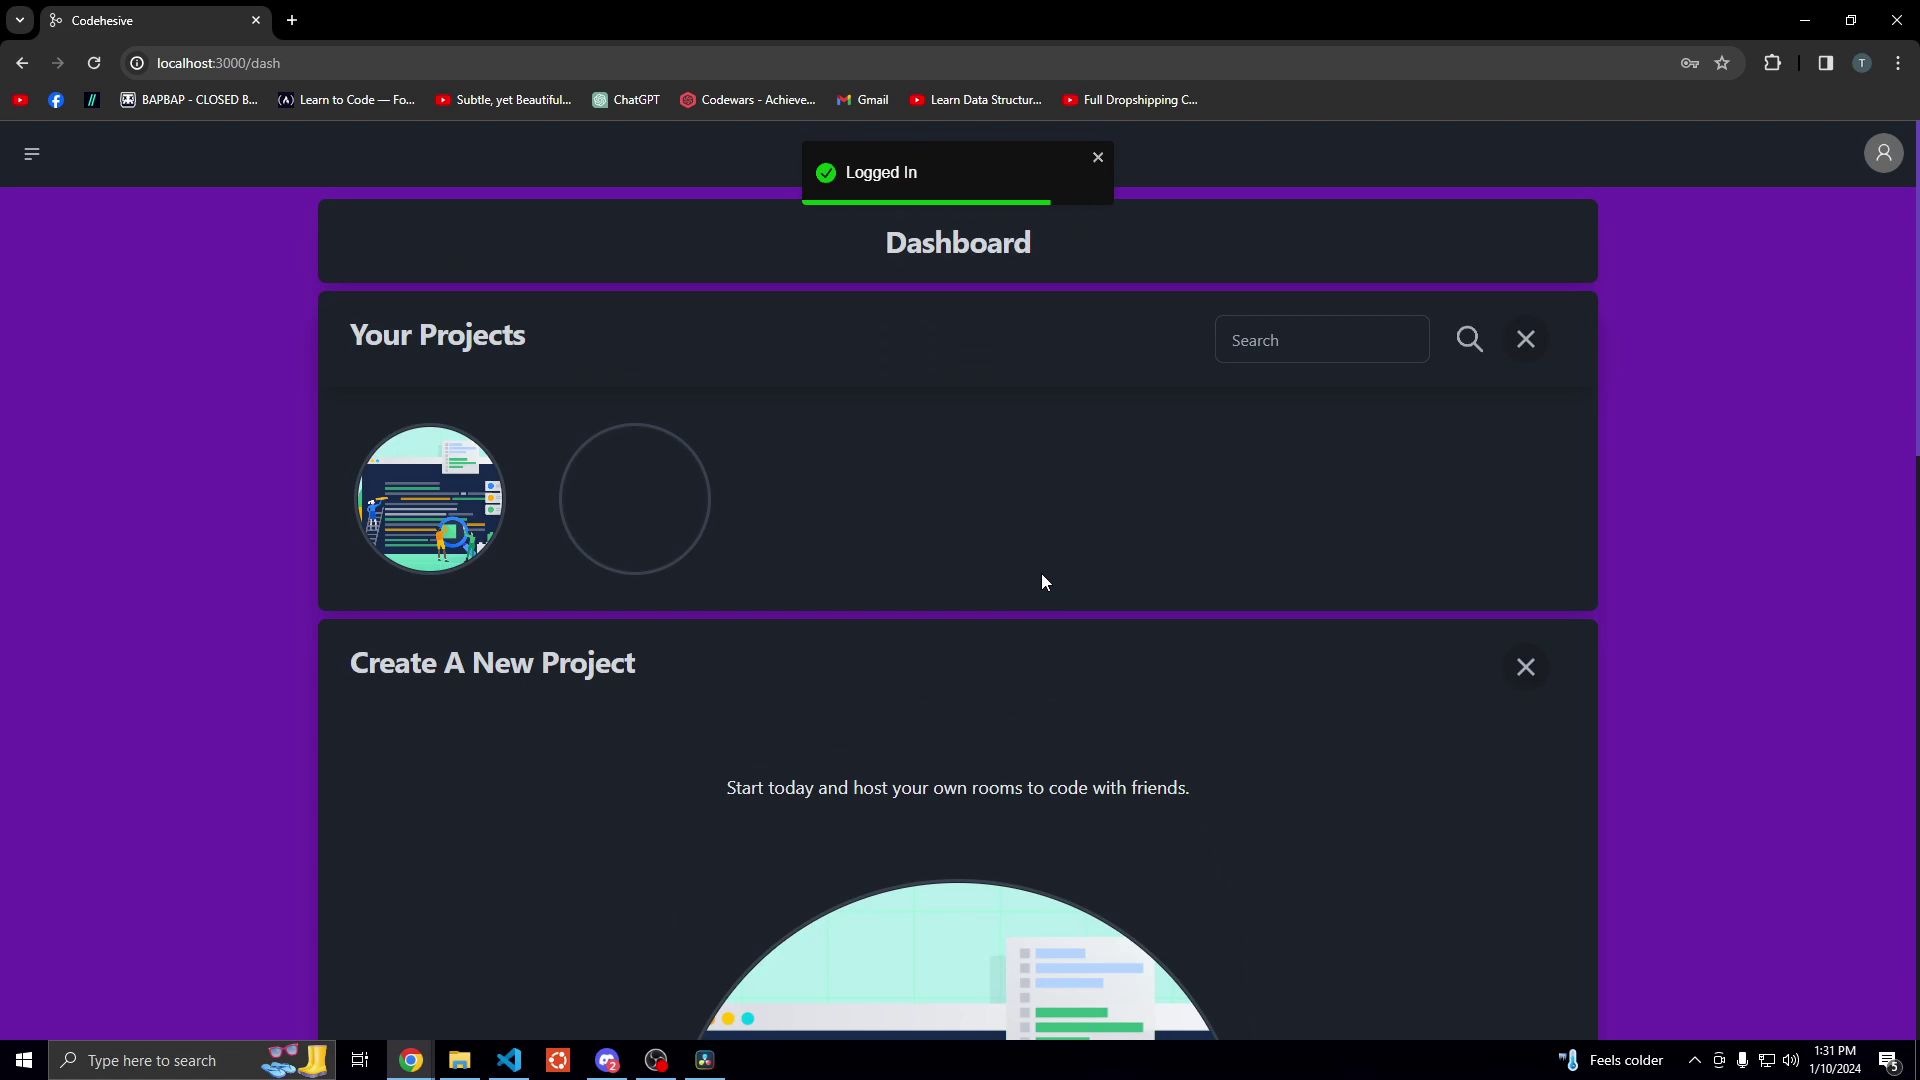 Codehesive
localhost:3000/dash
BAPBAP - CLOSED B...
Learn to Code — Fo...
Subtle, yet Beautiful...
ChatGPT
Codewars - Achieve...
Gmail
Learn Data Structur...
Full Dropshipping C...
T
Logged In
Dashboard
Your Projects
Search
Create A New Project
Start today and host your own rooms to code with friends.
Type here to search
2
Feels colder
1:31 PM
1/10/2024
5